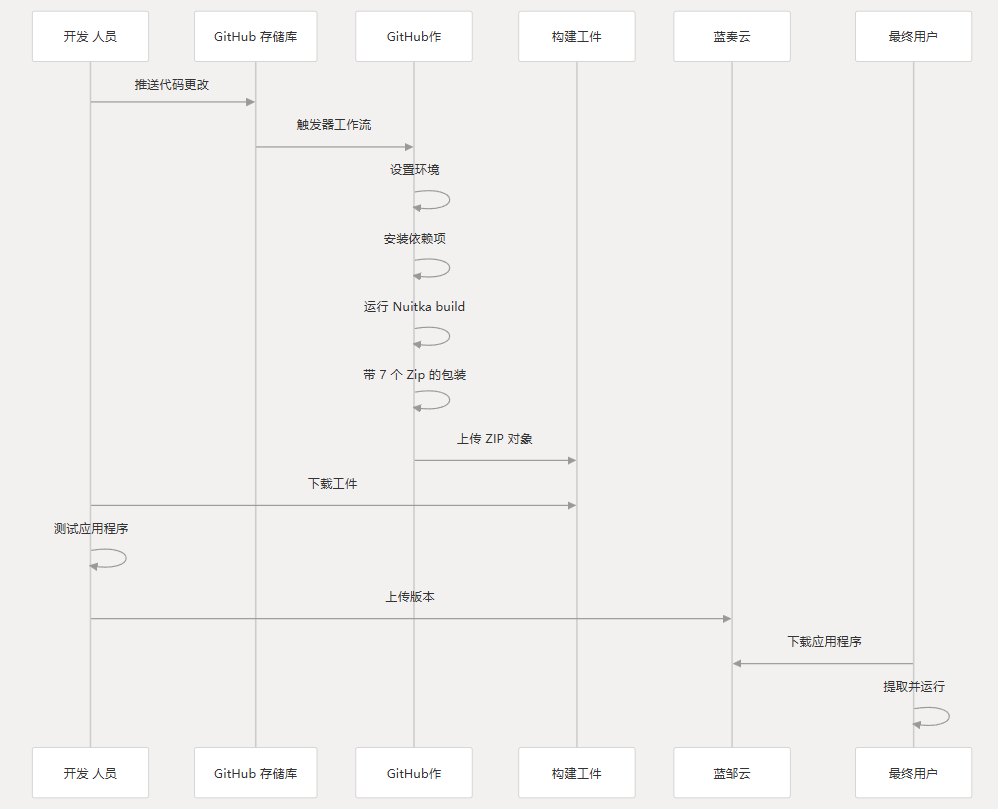 开发 人员
GitHub 存储库
GitHub作
构建工件
蓝奏云
最终用户
推送代码更改
触发器工作流
设置环境
安装依赖项
运行 Nuitka build
带 7 个 Zip 的包装
上传 ZIP 对象
下载工件
测试应用程序
上传版本
下载应用程序
提取并运行
开发 人员
GitHub 存储库
GitHub作
构建工件
蓝邹云
最终用户